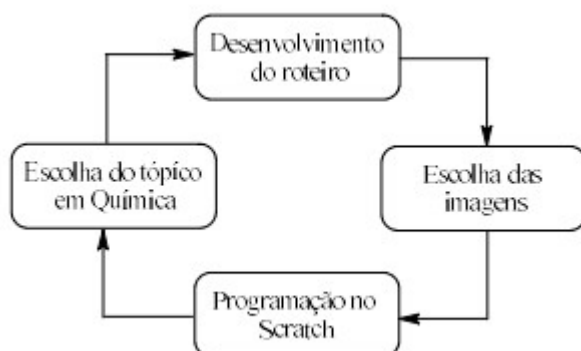 Desenvolvimento
do roteiro
Escolha do tópico
em Química
Escolha das
imagens
Programação no
Scratch